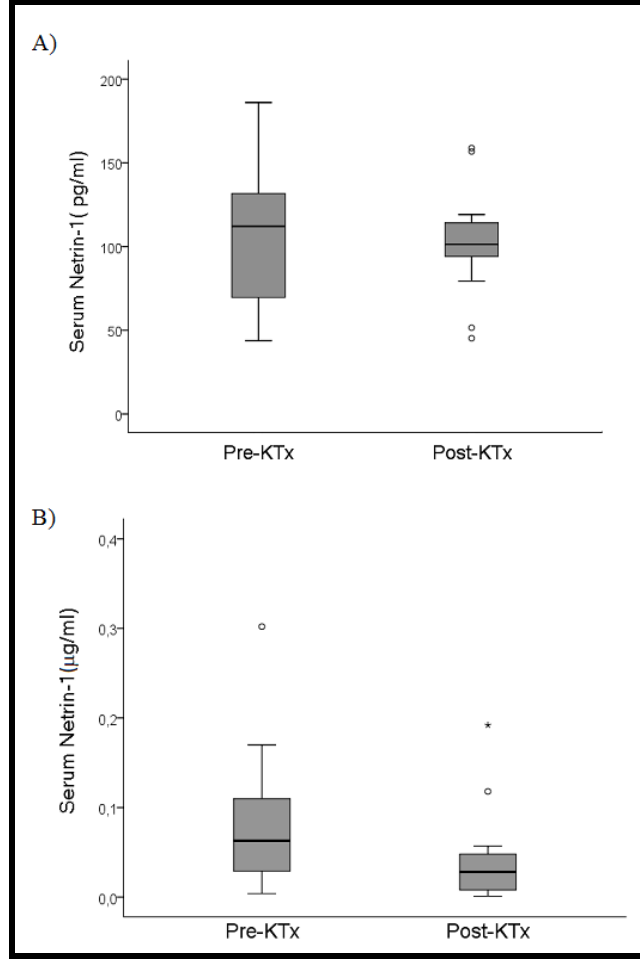 A)
Serum Netrin-1( pg/ml)
200
150
100
50
0
Pre-KTx Post-KTx
B)
Serum Netrin-1(μg/ml)
0,4
0,3
0,2
0,1
0,0
Pre-KTx Post-KTx